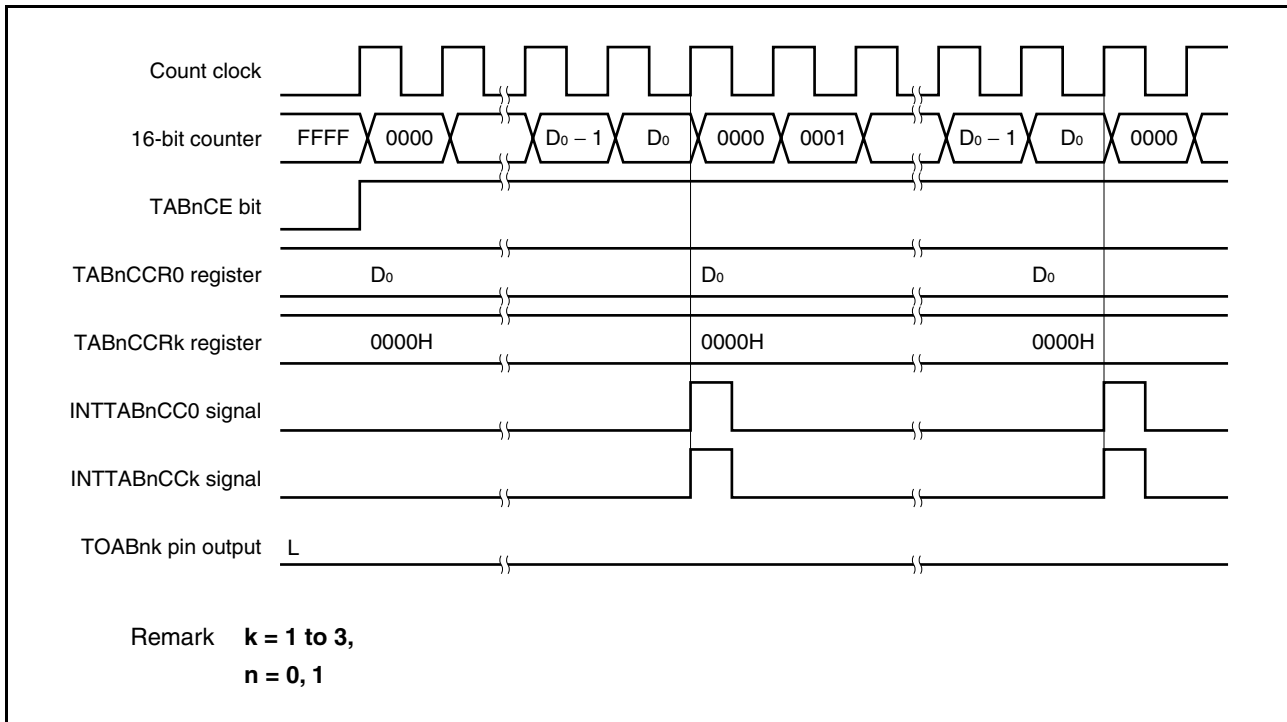 Count clock
16-bit counter FFFF 0000 D₀ − 1 D₀ 0000 0001 D₀ − 1 D₀ 0000
TABnCE bit
TABnCCR0 register D₀ D₀ D₀
TABnCCRk register 0000H 0000H 0000H
INTTABnCC0 signal
INTTABnCCk signal
TOABnk pin output L
Remark k = 1 to 3,
n = 0, 1